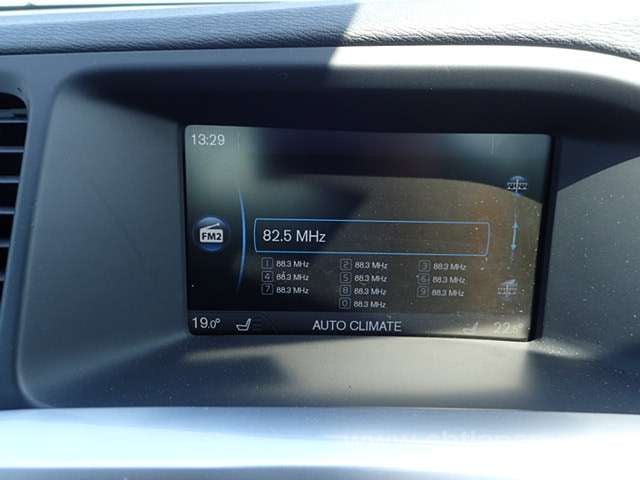 13:29
FM2
82.5 MHz
1 88.3 MHz 2 88.3 MHz 3 88.3 MHz
4 88.3 MHz 5 88.3 MHz 6 88.3 MHz
7 88.3 MHz 8 88.3 MHz 9 88.3 MHz
0 88.3 MHz
19.0° AUTO CLIMATE 22.